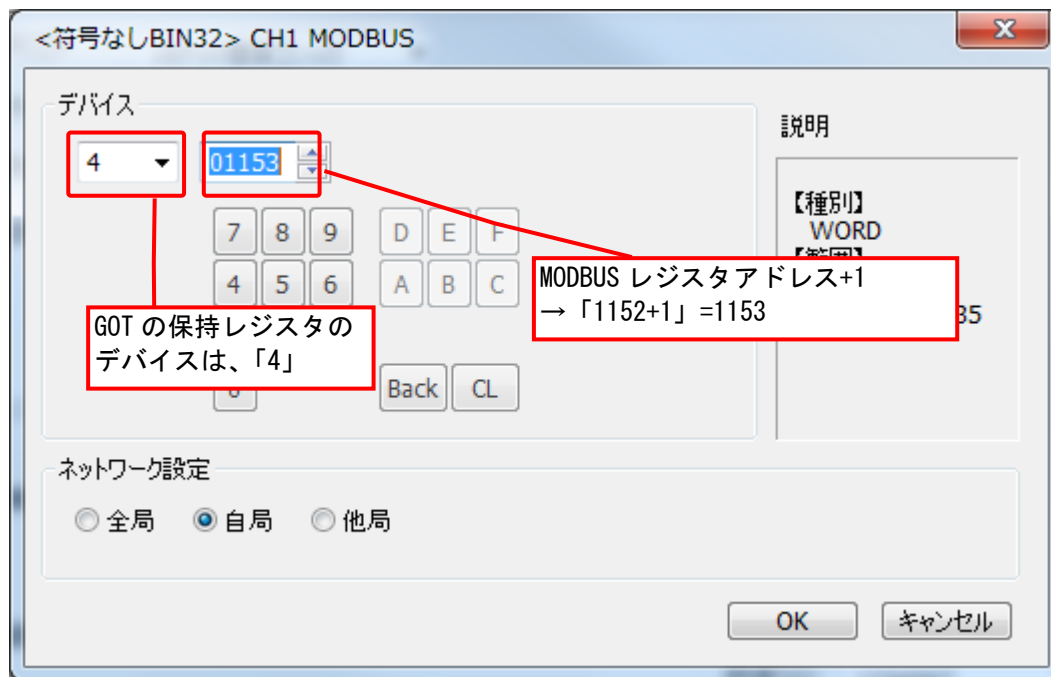 <符号なしBIN32> CH1 MODBUS
デバイス
4
01153
説明
【種別】
WORD
7 8 9 D E F
4 5 6 A B C
MODBUS レジスタアドレス+1
→「1152+1」=1153
35
GOT の保持レジスタの
デバイスは、「4」
Back CL
ネットワーク設定
全局 自局 他局
OK キャンセル